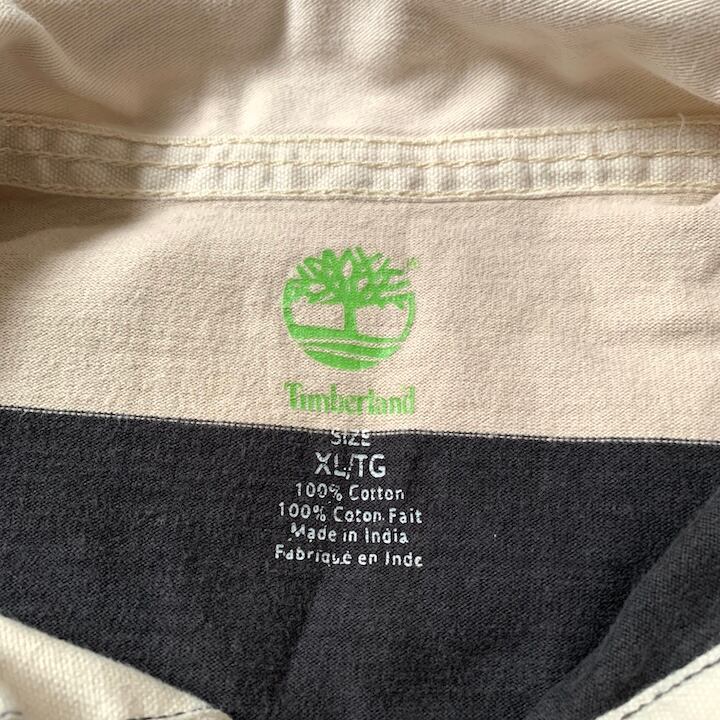 Timberland
SIZE
XL/TG
100% Cotton
100% Coton Fait
Made in India
Fabriqué en Inde